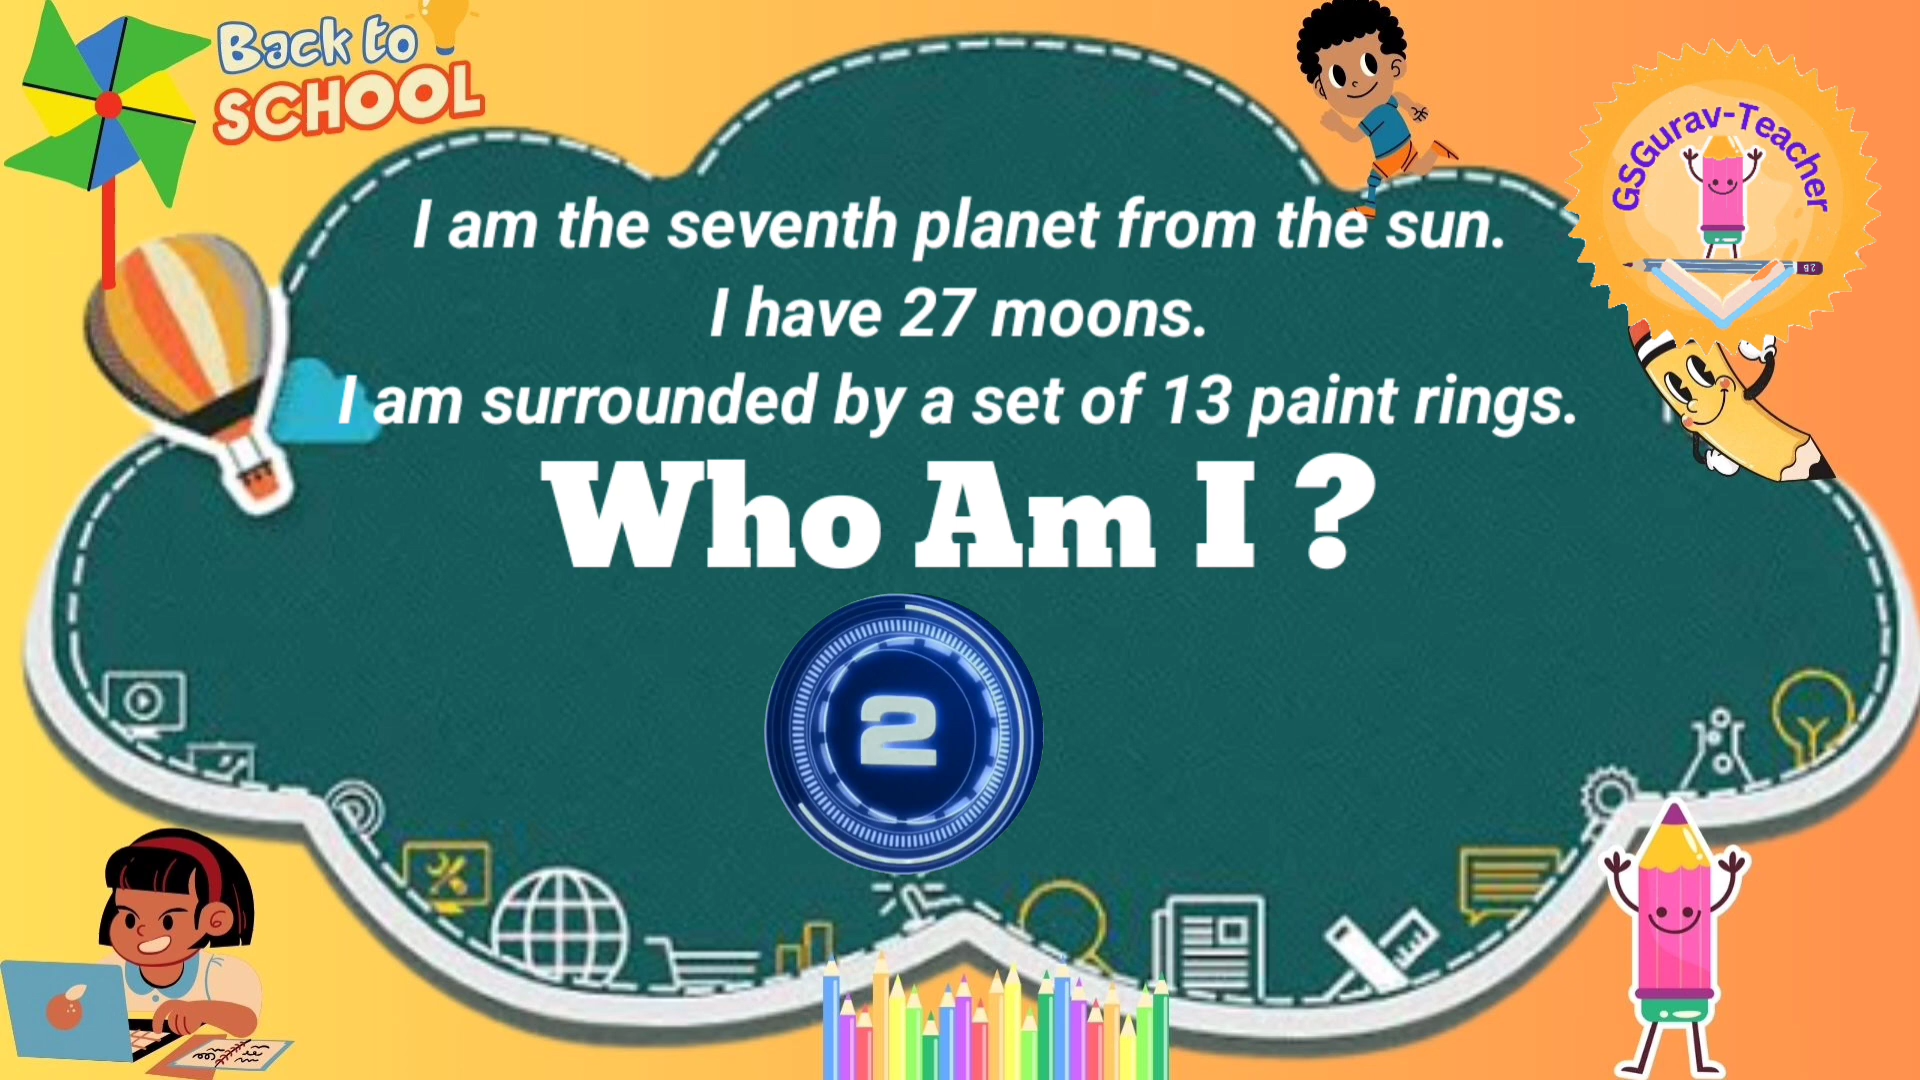 Back to
SCHOOL
GSGurav-Teacher
2B
I am the seventh planet from the sun.
I have 27 moons.
I am surrounded by a set of 13 paint rings.
Who Am I ?
2